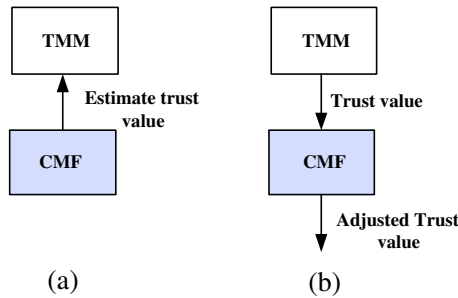 TMM
Estimate trust
value
CMF
(a)
TMM
Trust value
CMF
Adjusted Trust
value
(b)